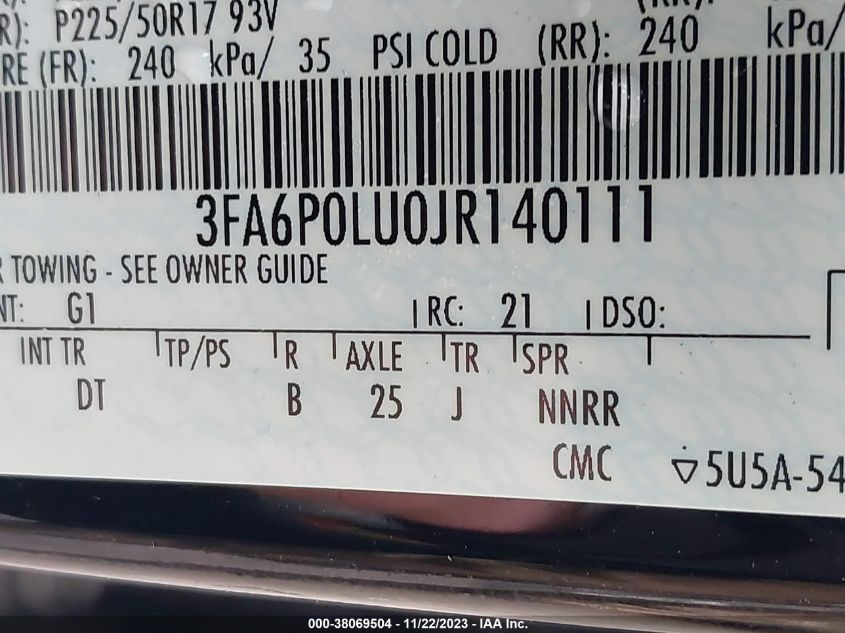 R): P225/50R17 93V
RE (FR): 240 kPa/ 35 PSI COLD (RR): 240 kPa/
3FA6P0LU0JR140111
R TOWING - SEE OWNER GUIDE
NT: G1 RC: 21 DSO:
INT TR TP/PS R AXLE TR SPR
DT B 25 J NNRR
CMC 5U5A-54
000-38069504 - 11/22/2023 - IAA Inc.